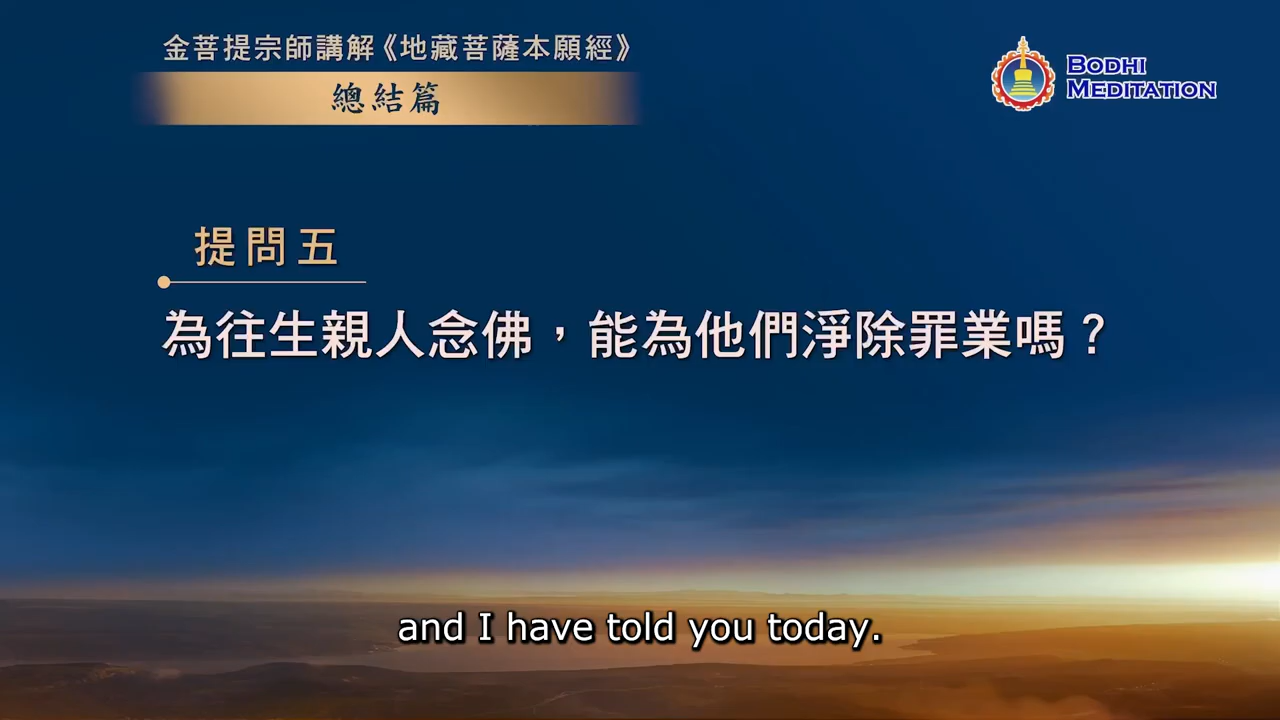 金菩提宗師講解《地藏菩薩本願經》
總結篇
BODHI
MEDITATION
提問五
為往生親人念佛，能為他們淨除罪業嗎？
and I have told you today.